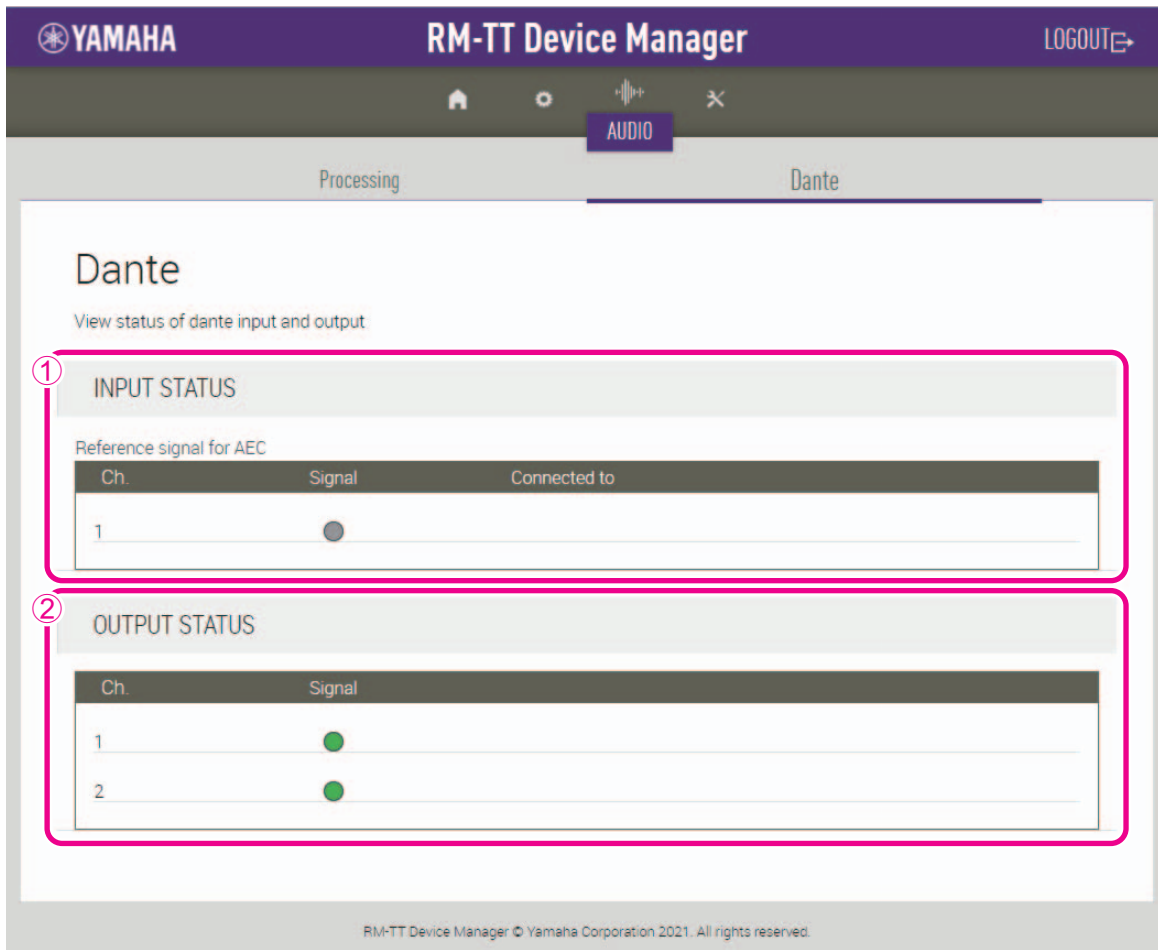 YAMAHA RM-TT Device Manager LOGOUT
AUDIO
Processing Dante
Dante
View status of dante input and output
①
INPUT STATUS
Reference signal for AEC
Ch. Signal Connected to
1
②
OUTPUT STATUS
Ch. Signal
1
2
RM-TT Device Manager © Yamaha Corporation 2021. All rights reserved.